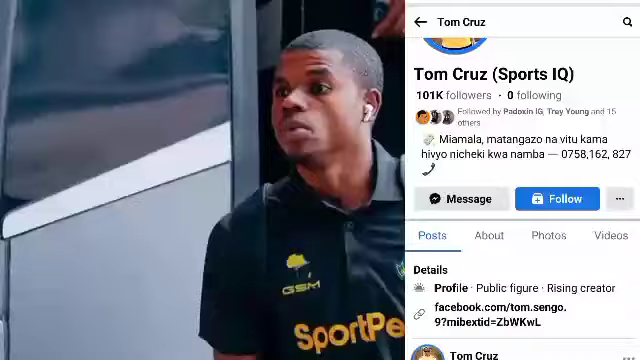 Tom Cruz
Tom Cruz (Sports IQ)
101K followers · 0 following
Followed by Padoxin IG, Trey Young and 15
others
Miamala, matangazo na vitu kama
hivyo nicheki kwa namba — 0758,162, 827
Message
Follow
Posts
About
Photos
Videos
Details
Profile · Public figure · Rising creator
facebook.com/tom.sengo.
9?mibextid=ZbWKwL
Tom Cruz
GSM
SportPe